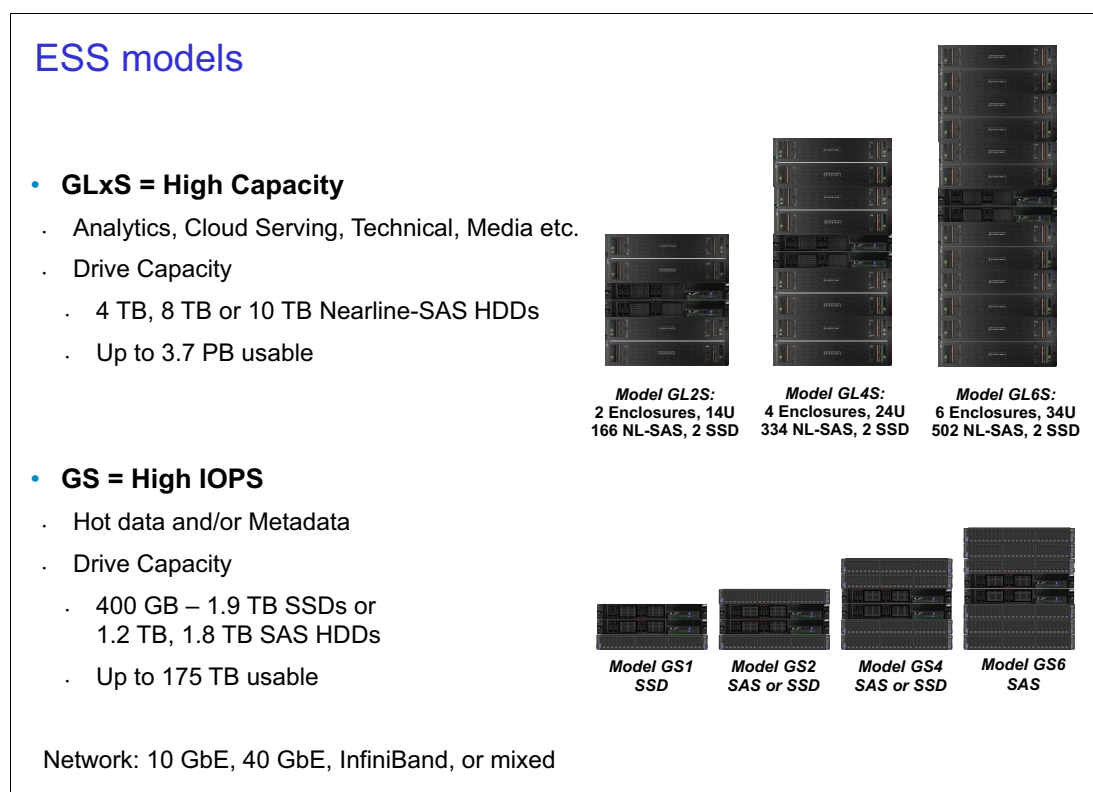 ESS models
• GLxS = High Capacity
· Analytics, Cloud Serving, Technical, Media etc.
· Drive Capacity
· 4 TB, 8 TB or 10 TB Nearline-SAS HDDs
· Up to 3.7 PB usable
Model GL2S:
2 Enclosures, 14U
166 NL-SAS, 2 SSD
Model GL4S:
4 Enclosures, 24U
334 NL-SAS, 2 SSD
Model GL6S:
6 Enclosures, 34U
502 NL-SAS, 2 SSD
• GS = High IOPS
· Hot data and/or Metadata
· Drive Capacity
· 400 GB – 1.9 TB SSDs or
1.2 TB, 1.8 TB SAS HDDs
· Up to 175 TB usable
Model GS1
SSD
Model GS2
SAS or SSD
Model GS4
SAS or SSD
Model GS6
SAS
Network: 10 GbE, 40 GbE, InfiniBand, or mixed